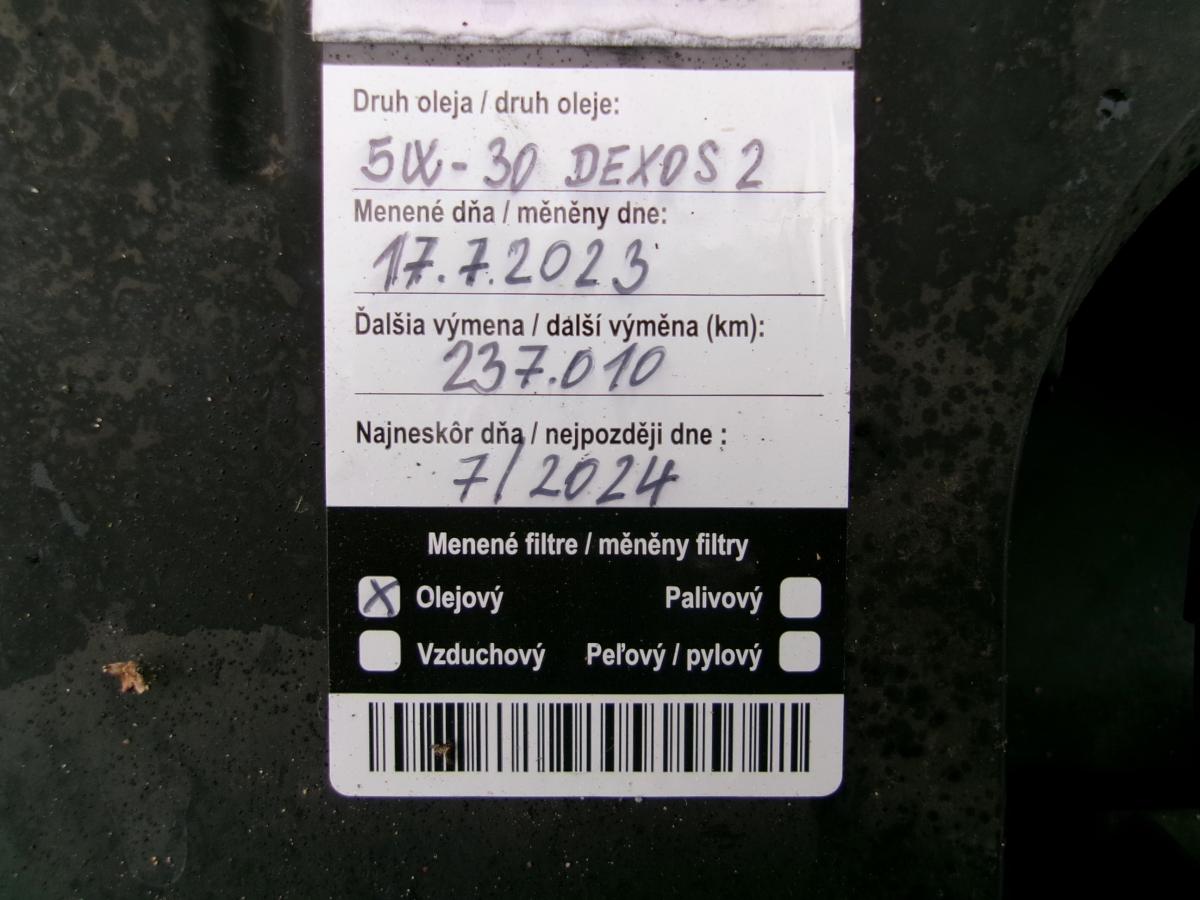 Druh oleja / druh oleje:
5W-30 DEXOS 2
Menené dňa / měněny dne:
17.7.2023
Ďalšia výmena / další výměna (km):
237.010
Najneskôr dňa / nejpozději dne :
7/2024
Menené filtre / měněny filtry
X Olejový Palivový
Vzduchový Peľový / pylový